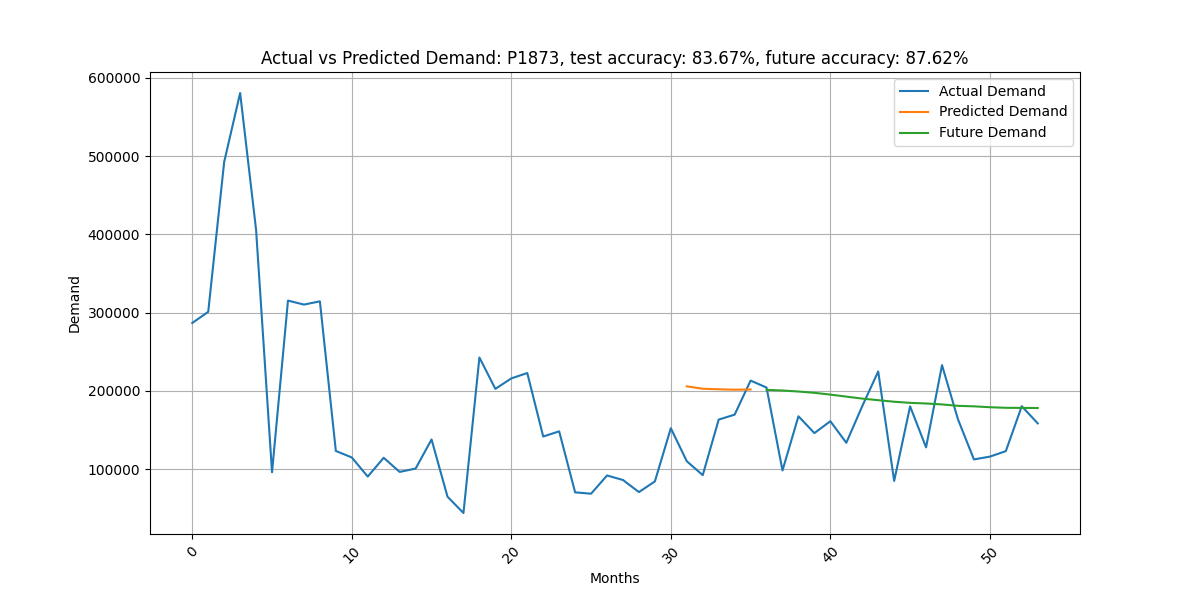 Actual vs Predicted Demand: P1873, test accuracy: 83.67%, future accuracy: 87.62%
600000
500000
400000
300000
200000
100000
Demand
Actual Demand
Predicted Demand
Future Demand
0
10
20
30
40
50
Months